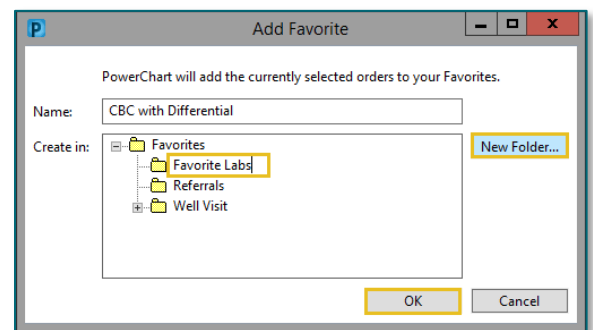 P Add Favorite X
PowerChart will add the currently selected orders to your Favorites.
Name: CBC with Differential
Create in: Favorites New Folder...
Favorite Labs
Referrals
Well Visit
OK Cancel